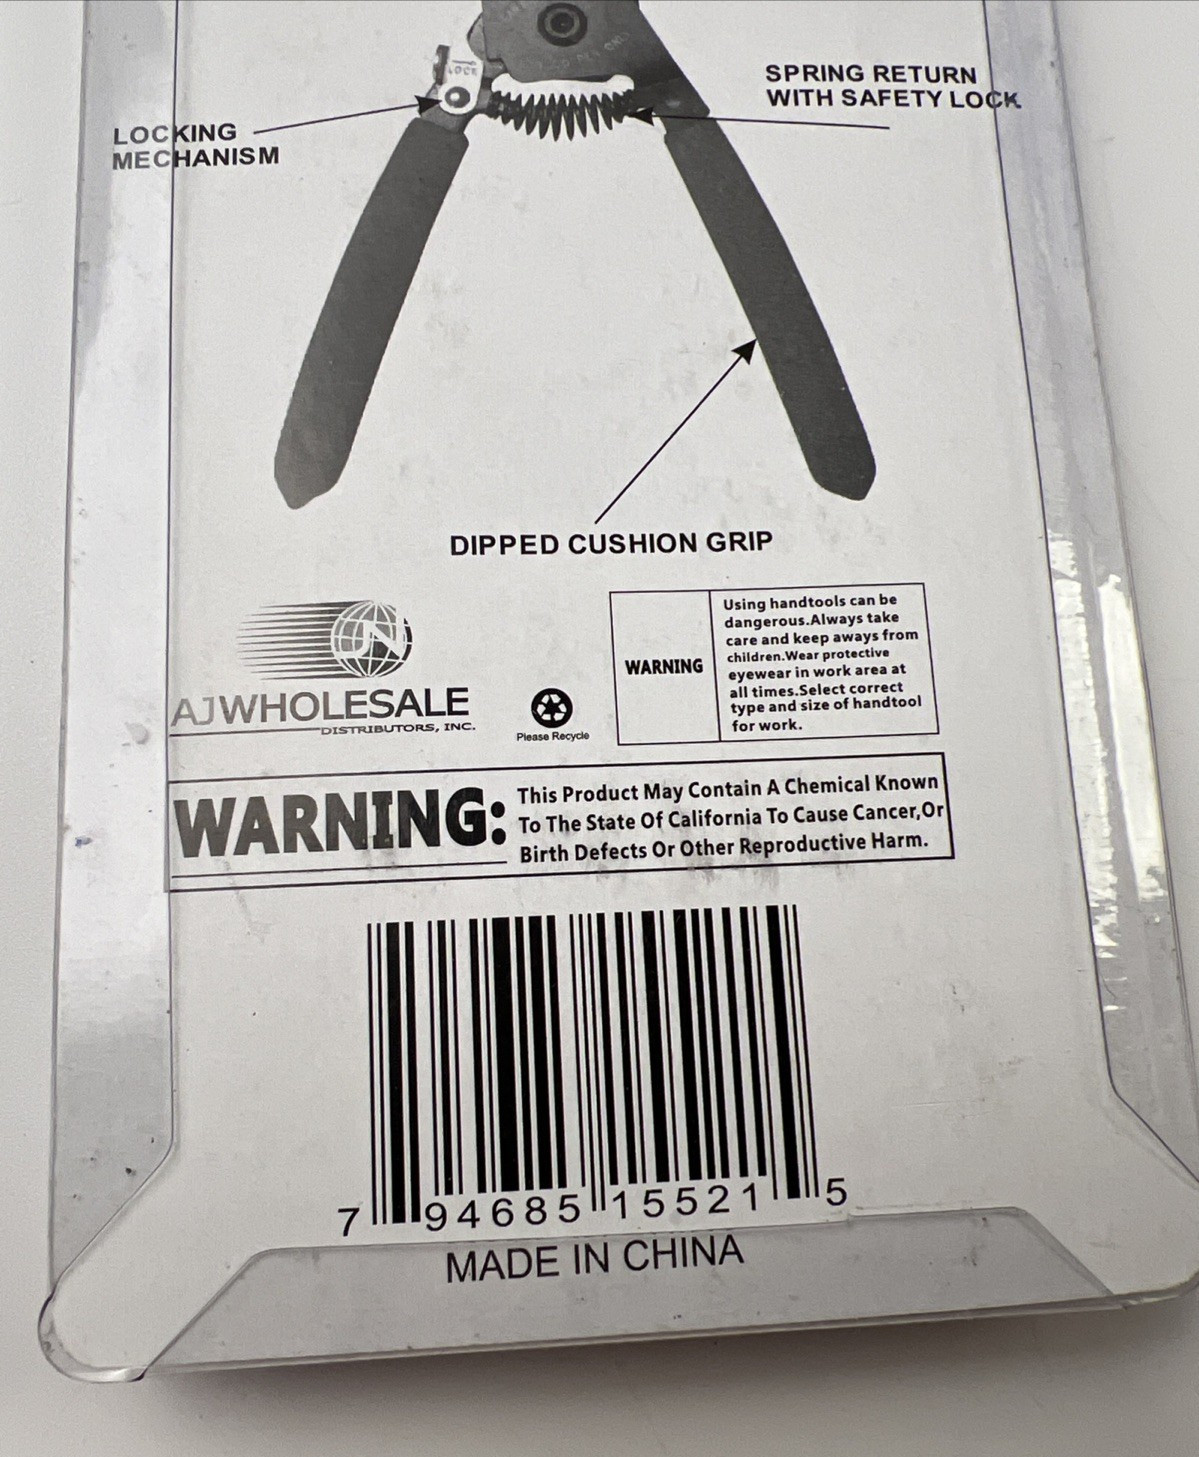 LOCK
SPRING RETURN
WITH SAFETY LOCK
LOCKING
MECHANISM
DIPPED CUSHION GRIP
JN
AJWHOLESALE
DISTRIBUTORS, INC.
Please Recycle
WARNING
Using handtools can be
dangerous.Always take
care and keep aways from
children.Wear protective
eyewear in work area at
all times.Select correct
type and size of handtool
for work.
WARNING:
This Product May Contain A Chemical Known
To The State Of California To Cause Cancer,Or
Birth Defects Or Other Reproductive Harm.
7 94685 15521 5
MADE IN CHINA